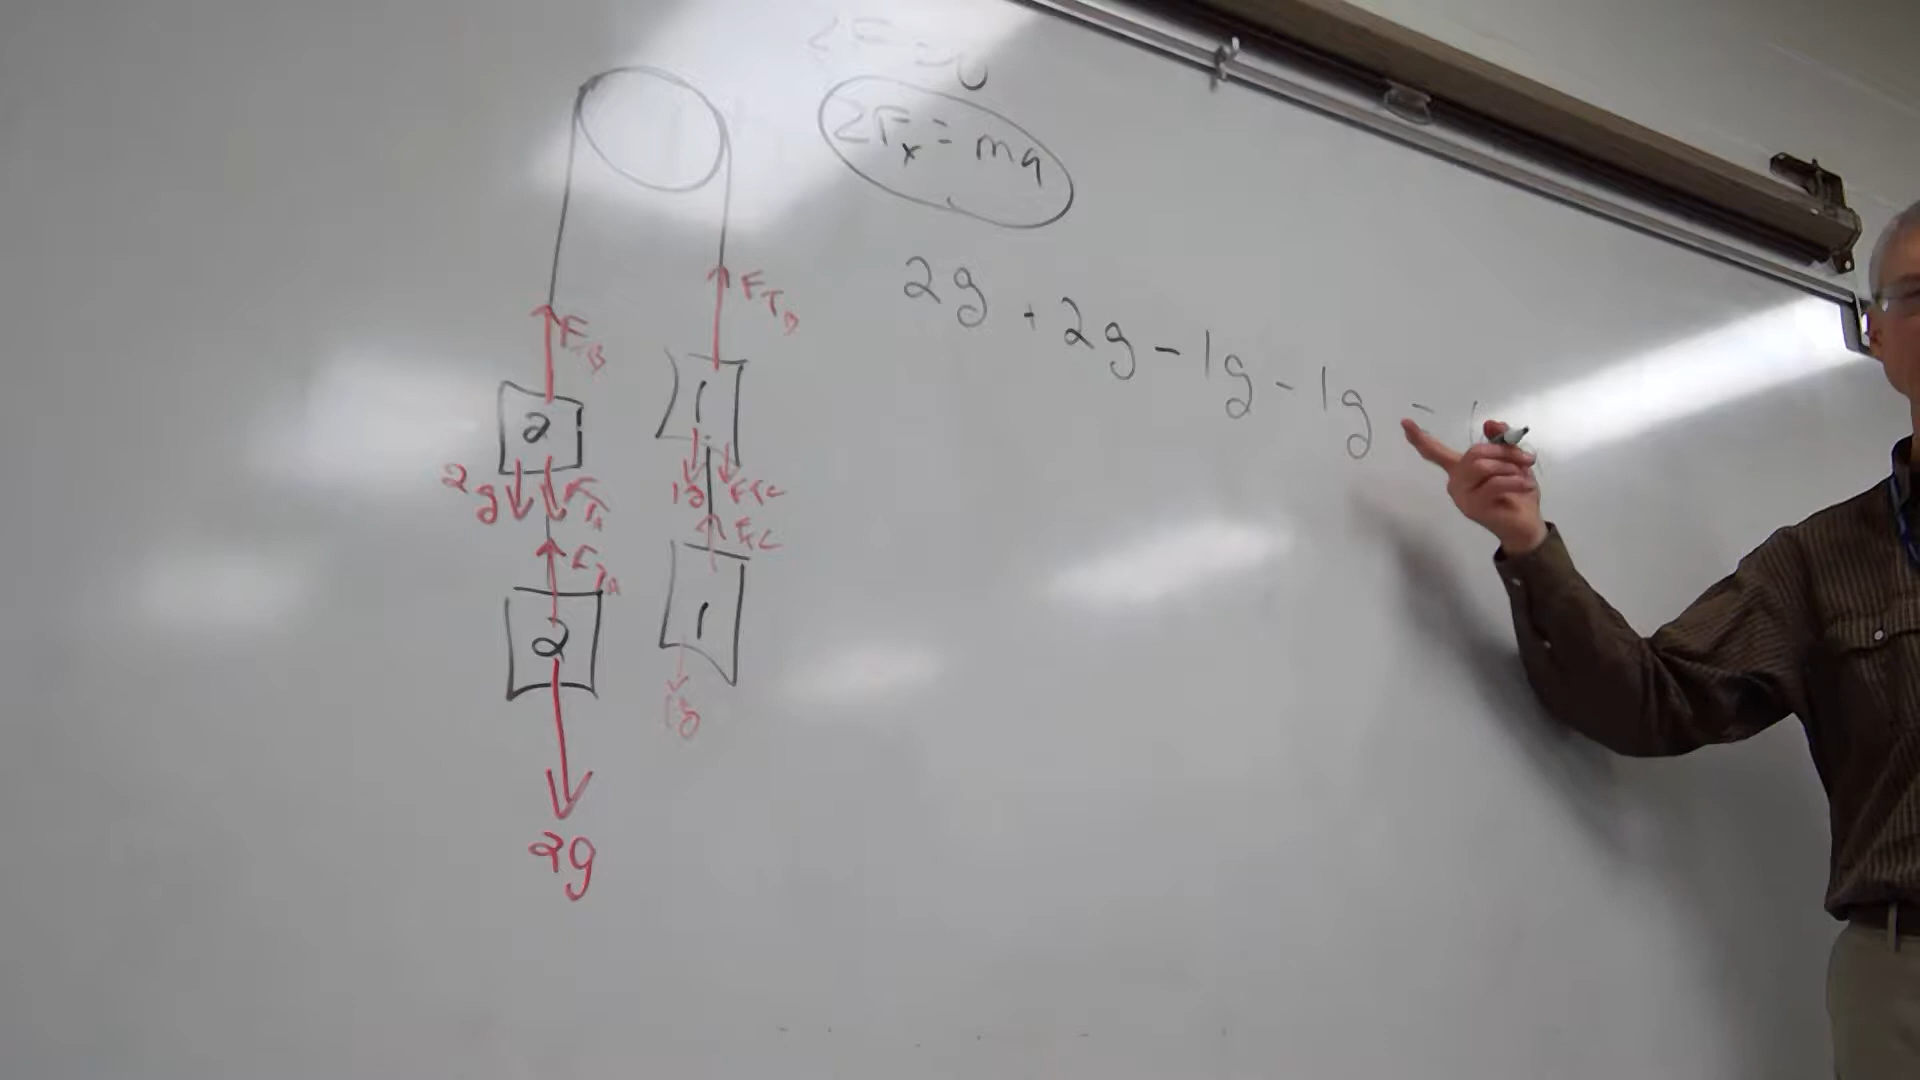 ΣF = 0
ΣFx = ma
2g + 2g - 1g - 1g =
FTB
FB
2
1
2g
FTA
1g
FTC
FTA
FTC
2
1
1g
2g